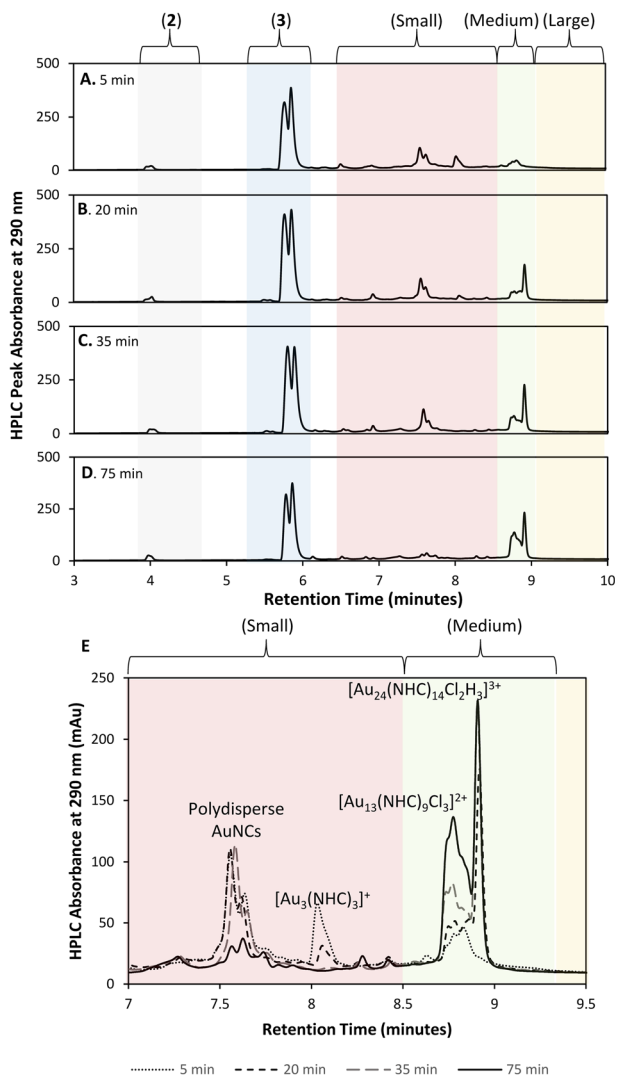 (2) (3) (Small) (Medium) (Large)
500
A. 5 min
250
0
500
B. 20 min
250
0
500
C. 35 min
250
0
500
D. 75 min
250
0
3 4 5 6 7 8 9 10
HPLC Peak Absorbance at 290 nm
Retention Time (minutes)
(Small) (Medium)
E
250
[Au24(NHC)14Cl2H3]3+
200
150
[Au13(NHC)9Cl3]2+
Polydisperse
AuNCs
100
[Au3(NHC)3]+
50
0
7 7.5 8 8.5 9 9.5
HPLC Absorbance at 290 nm (mAu)
Retention Time (minutes)
5 min 20 min 35 min 75 min